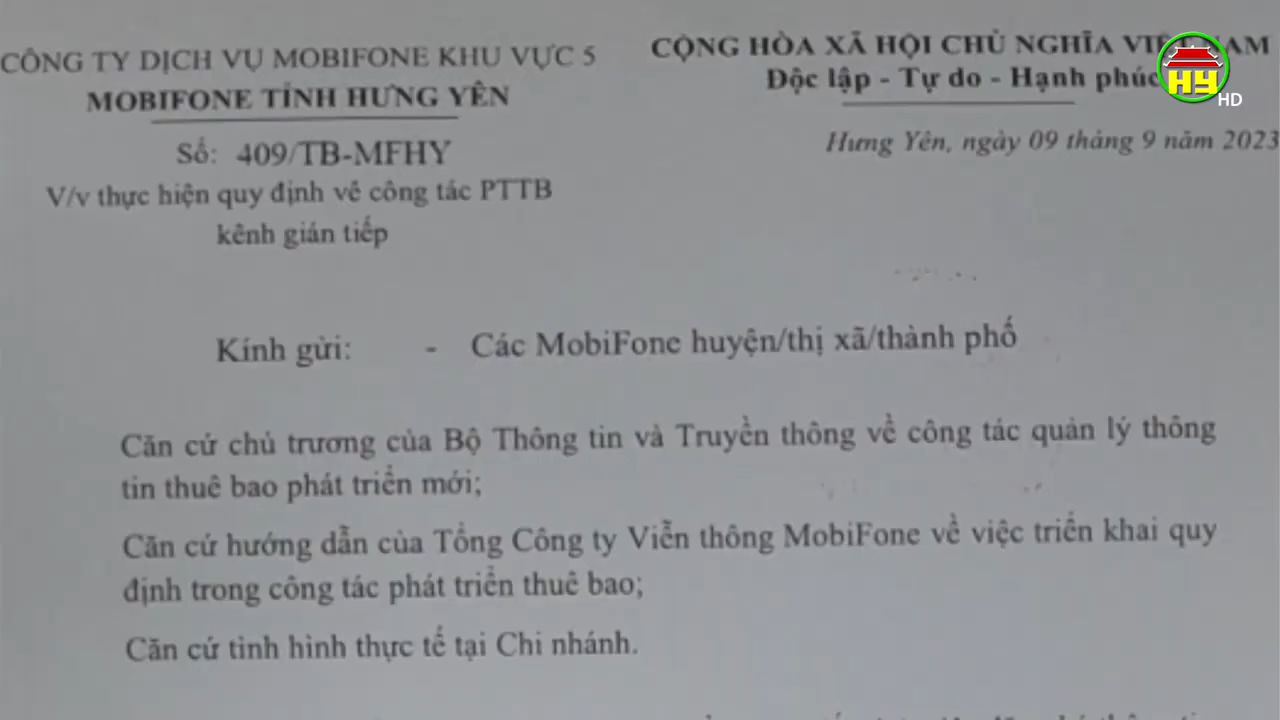 CÔNG TY DỊCH VỤ MOBIFONE KHU VỰC 5
MOBIFONE TỈNH HƯNG YÊN
Số: 409/TB-MFHY
V/v thực hiện quy định về công tác PTTB
kênh gián tiếp
CỘNG HÒA XÃ HỘI CHỦ NGHĨA VIỆT NAM
Độc lập - Tự do - Hạnh phúc
HY
HD
Hưng Yên, ngày 09 tháng 9 năm 2023
Kính gửi: - Các MobiFone huyện/thị xã/thành phố
Căn cứ chủ trương của Bộ Thông tin và Truyền thông về công tác quản lý thông
tin thuê bao phát triển mới;
Căn cứ hướng dẫn của Tổng Công ty Viễn thông MobiFone về việc triển khai quy
định trong công tác phát triển thuê bao;
Căn cứ tình hình thực tế tại Chi nhánh.